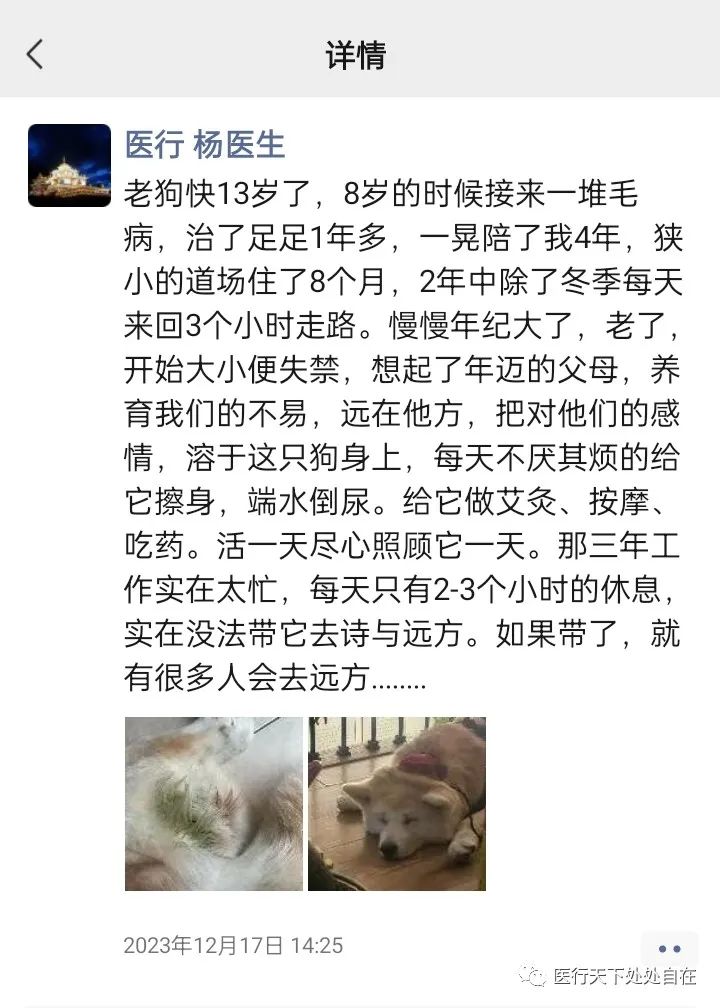 详情
医行 杨医生
老狗快13岁了，8岁的时候接来一堆毛
病，治了足足1年多，一晃陪了我4年，狭
小的道场住了8个月，2年中除了冬季每天
来回3个小时走路。慢慢年纪大了，老了，
开始大小便失禁，想起了年迈的父母，养
育我们的不易，远在他方，把对他们的感
情，溶于这只狗身上，每天不厌其烦的给
它擦身，端水倒尿。给它做艾灸、按摩、
吃药。活一天尽心照顾它一天。那三年工
作实在太忙，每天只有2-3个小时的休息，
实在没法带它去诗与远方。如果带了，就
有很多人会去远方........
2023年12月17日 14:25
医行天下处处自在